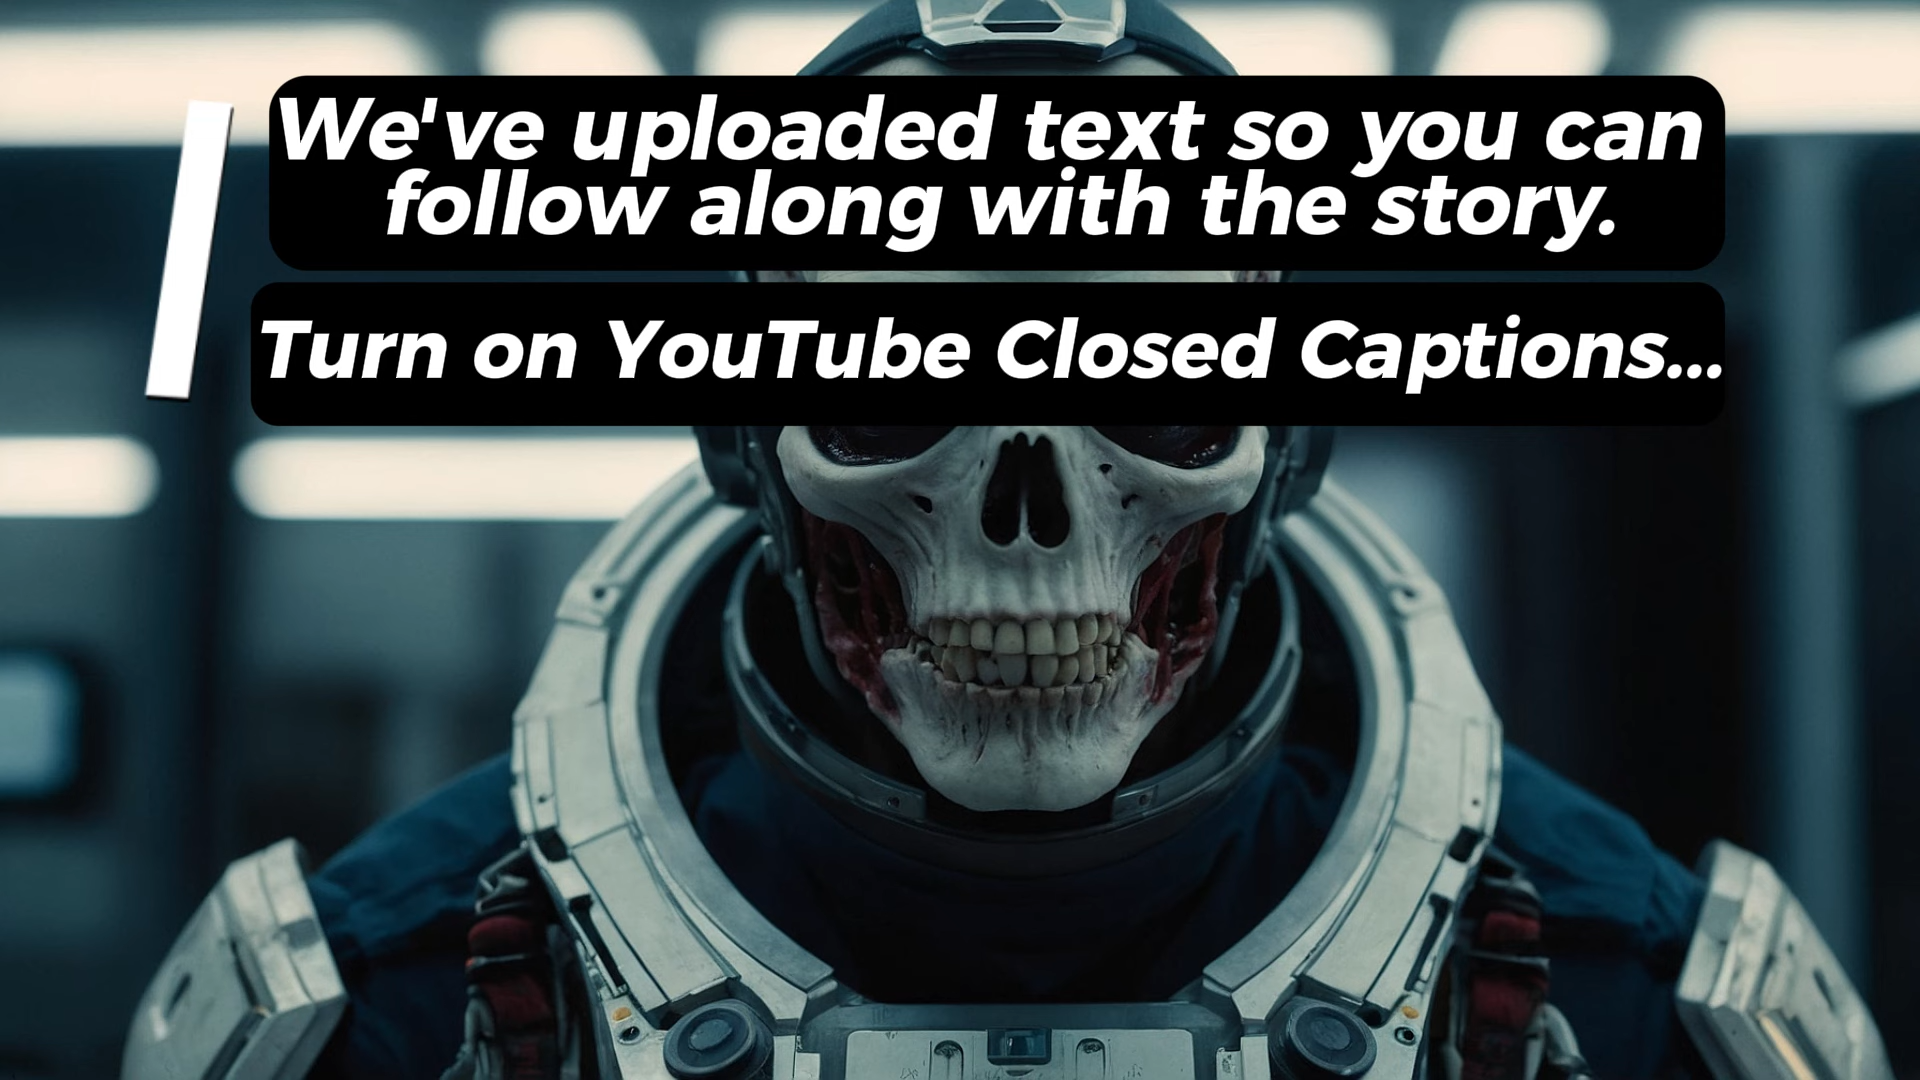 We've uploaded text so you can
follow along with the story.
Turn on YouTube Closed Captions...